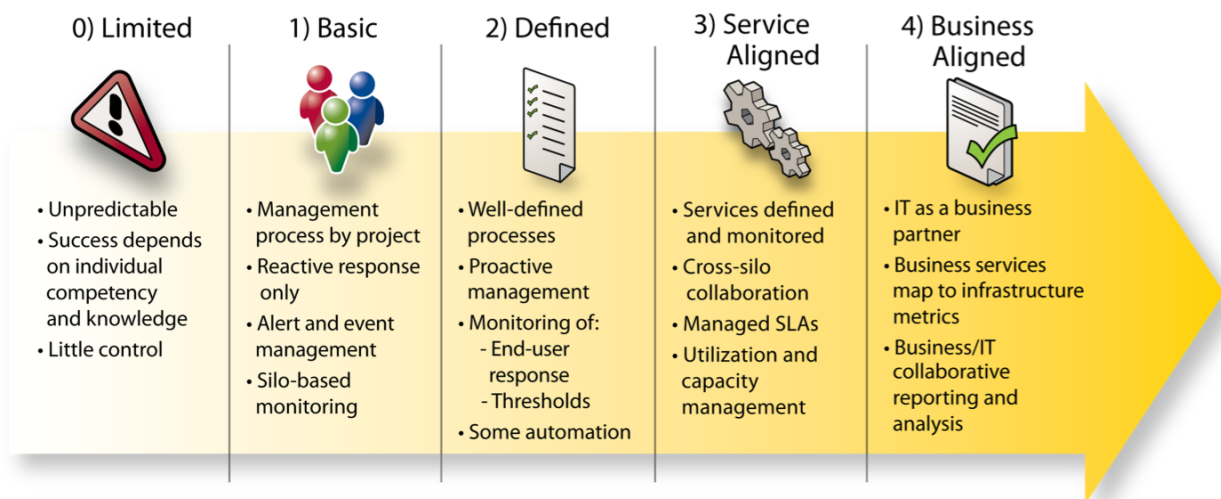 0) Limited
1) Basic
2) Defined
3) Service
Aligned
4) Business
Aligned
• Unpredictable
• Success depends
on individual
competency
and knowledge
• Little control
• Management
process by project
• Reactive response
only
• Alert and event
management
• Silo-based
monitoring
• Well-defined
processes
• Proactive
management
• Monitoring of:
- End-user
response
- Thresholds
• Some automation
• Services defined
and monitored
• Cross-silo
collaboration
• Managed SLAs
• Utilization and
capacity
management
• IT as a business
partner
• Business services
map to infrastructure
metrics
• Business/IT
collaborative
reporting and
analysis